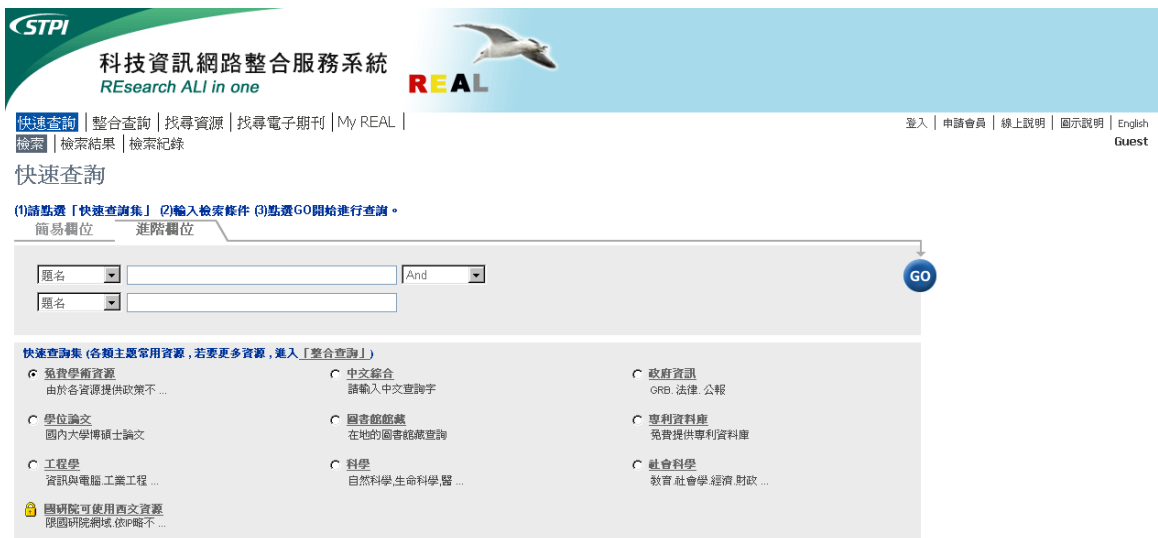 STPI
科技資訊網路整合服務系統
REsearch ALl in one
REAL
快速查詢 | 整合查詢 | 找尋資源 | 找尋電子期刊 | My REAL |
登入 | 申請會員 | 線上說明 | 圖示說明 | English
檢索 | 檢索結果 | 檢索紀錄
Guest
快速查詢
(1)請點選「快速查詢集」 (2)輸入檢索條件 (3)點選GO開始進行查詢。
簡易欄位 進階欄位
題名 And
GO
題名
快速查詢集 (各類主題常用資源,若要更多資源,進入「整合查詢」)
免費學術資源 中文綜合 政府資訊
由於各資源提供政策不 ... 請輸入中文查詢字 GRB. 法律. 公報
學位論文 圖書館館藏 專利資料庫
國內大學博碩士論文 在地的圖書館藏查詢 免費提供專利資料庫
工程學 科學 社會科學
資訊與電腦.工業工程 ... 自然科學,生命科學,醫 ... 教育.社會學.經濟.財政 ...
國研院可使用西文資源
限國研院網域.依IP略不 ...